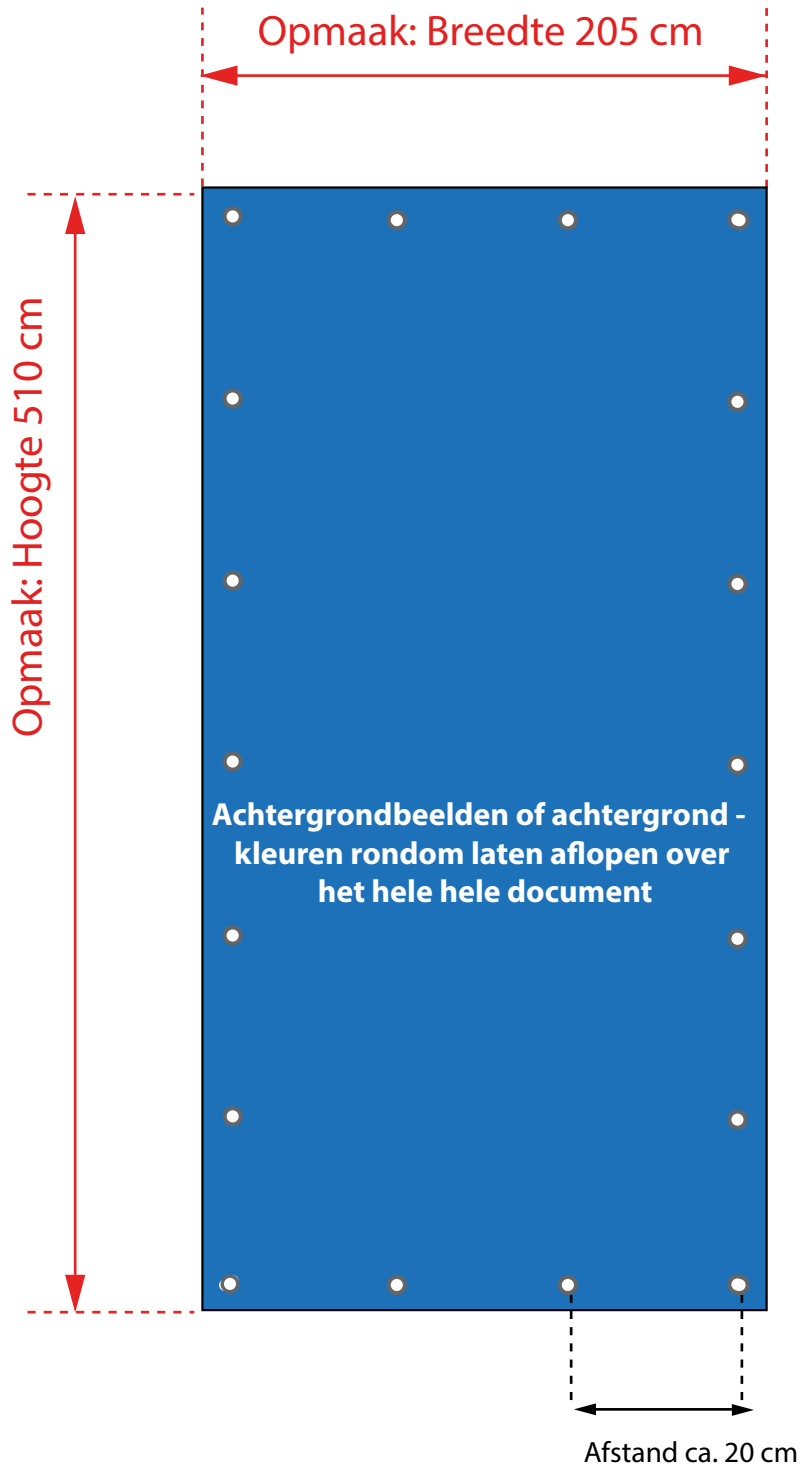 Opmaak: Breedte 205 cm
Opmaak: Hoogte 510 cm
Achtergrondbeelden of achtergrond -
kleuren rondom laten aflopen over
het hele hele document
Afstand ca. 20 cm